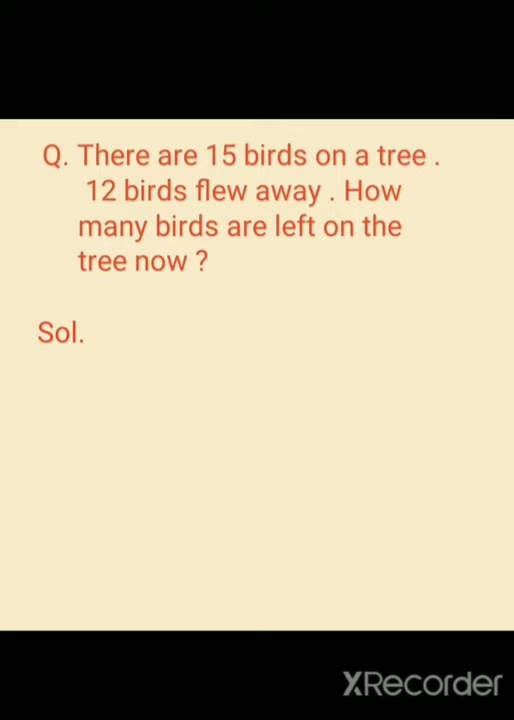 Q. There are 15 birds on a tree .
12 birds flew away . How
many birds are left on the
tree now ?
Sol.
XRecorder